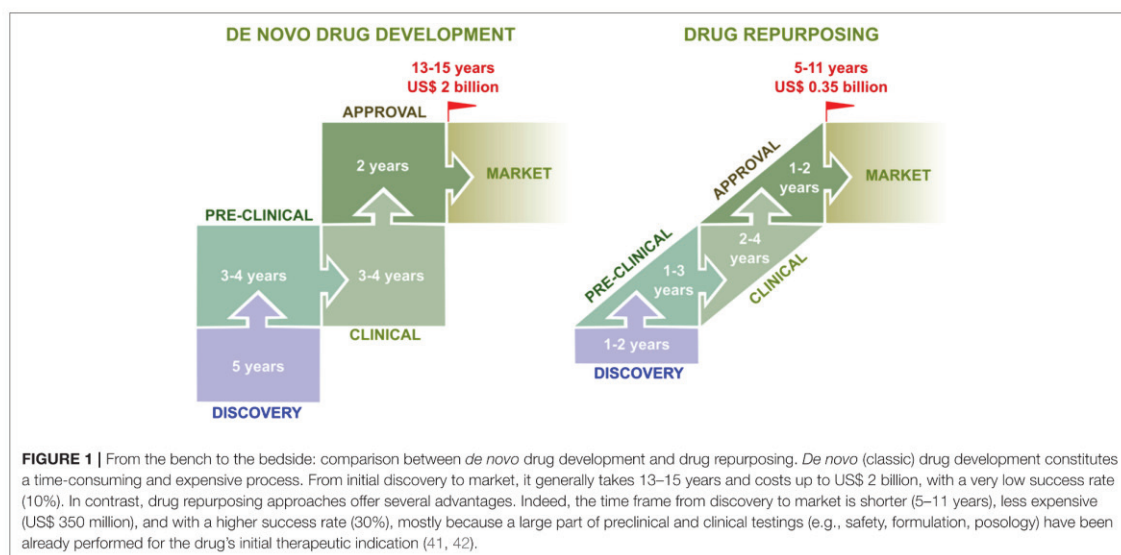 DE NOVO DRUG DEVELOPMENT
13-15 years
US$ 2 billion
APPROVAL
2 years
MARKET
PRE-CLINICAL
3-4 years
3-4 years
CLINICAL
5 years
DISCOVERY
DRUG REPURPOSING
5-11 years
US$ 0.35 billion
APPROVAL
1-2
years
MARKET
PRE-CLINICAL
1-3
years
2-4
years
CLINICAL
1-2 years
DISCOVERY
FIGURE 1 | From the bench to the bedside: comparison between de novo drug development and drug repurposing. De novo (classic) drug development constitutes
a time-consuming and expensive process. From initial discovery to market, it generally takes 13–15 years and costs up to US$ 2 billion, with a very low success rate
(10%). In contrast, drug repurposing approaches offer several advantages. Indeed, the time frame from discovery to market is shorter (5–11 years), less expensive
(US$ 350 million), and with a higher success rate (30%), mostly because a large part of preclinical and clinical testings (e.g., safety, formulation, posology) have been
already performed for the drug's initial therapeutic indication (41, 42).